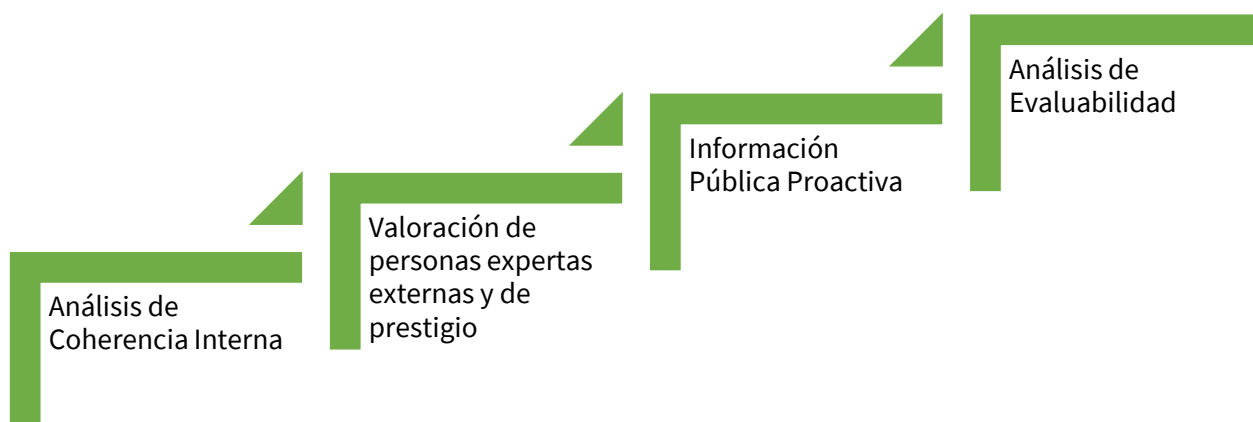 Análisis de
Coherencia Interna
Valoración de
personas expertas
externas y de
prestigio
Información
Pública Proactiva
Análisis de
Evaluabilidad